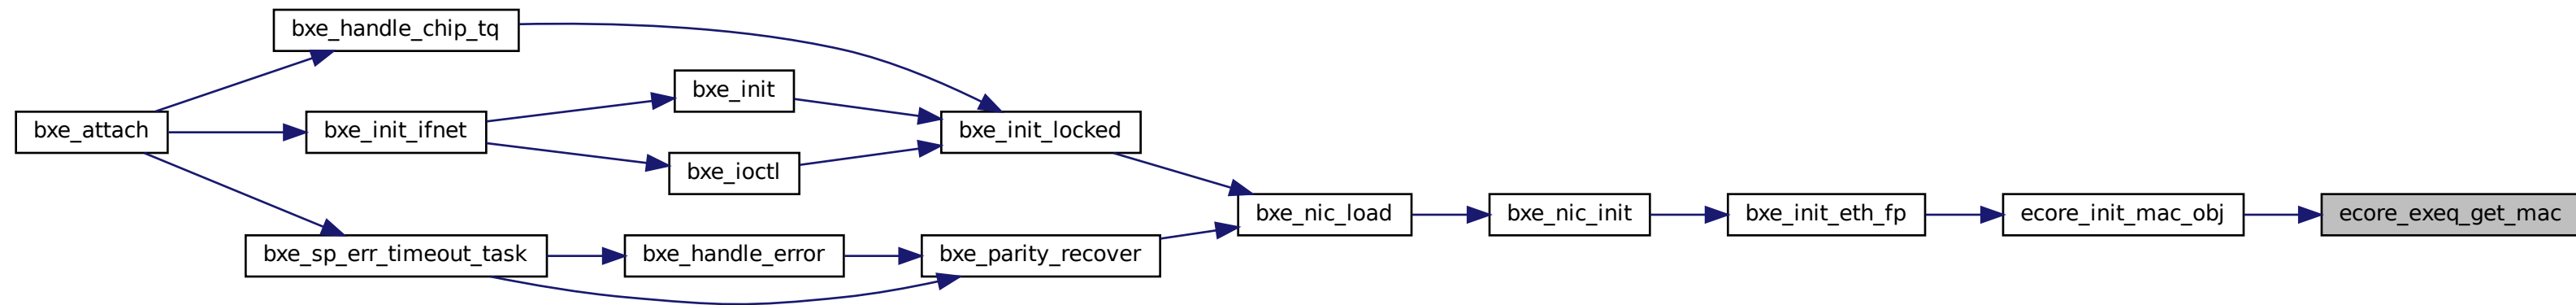 bxe_handle_chip_tq
bxe_init
bxe_attach
bxe_init_ifnet
bxe_init_locked
bxe_ioctl
bxe_nic_load
bxe_nic_init
bxe_init_eth_fp
ecore_init_mac_obj
ecore_exeq_get_mac
bxe_sp_err_timeout_task
bxe_handle_error
bxe_parity_recover